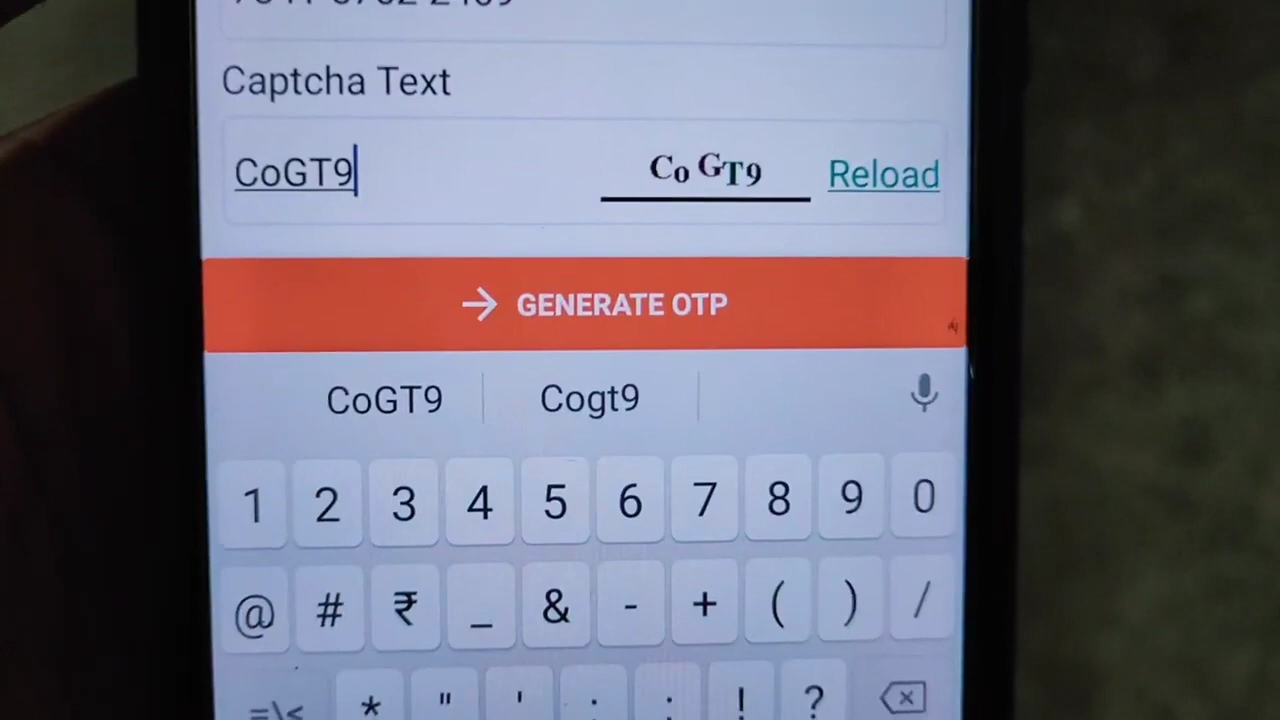 Captcha Text
CoGT9 Co GT9 Reload
→ GENERATE OTP
CoGT9 Cogt9
1 2 3 4 5 6 7 8 9 0
@ # ₹ _ & - + ( ) /
=\< * " ' : ; ! ?